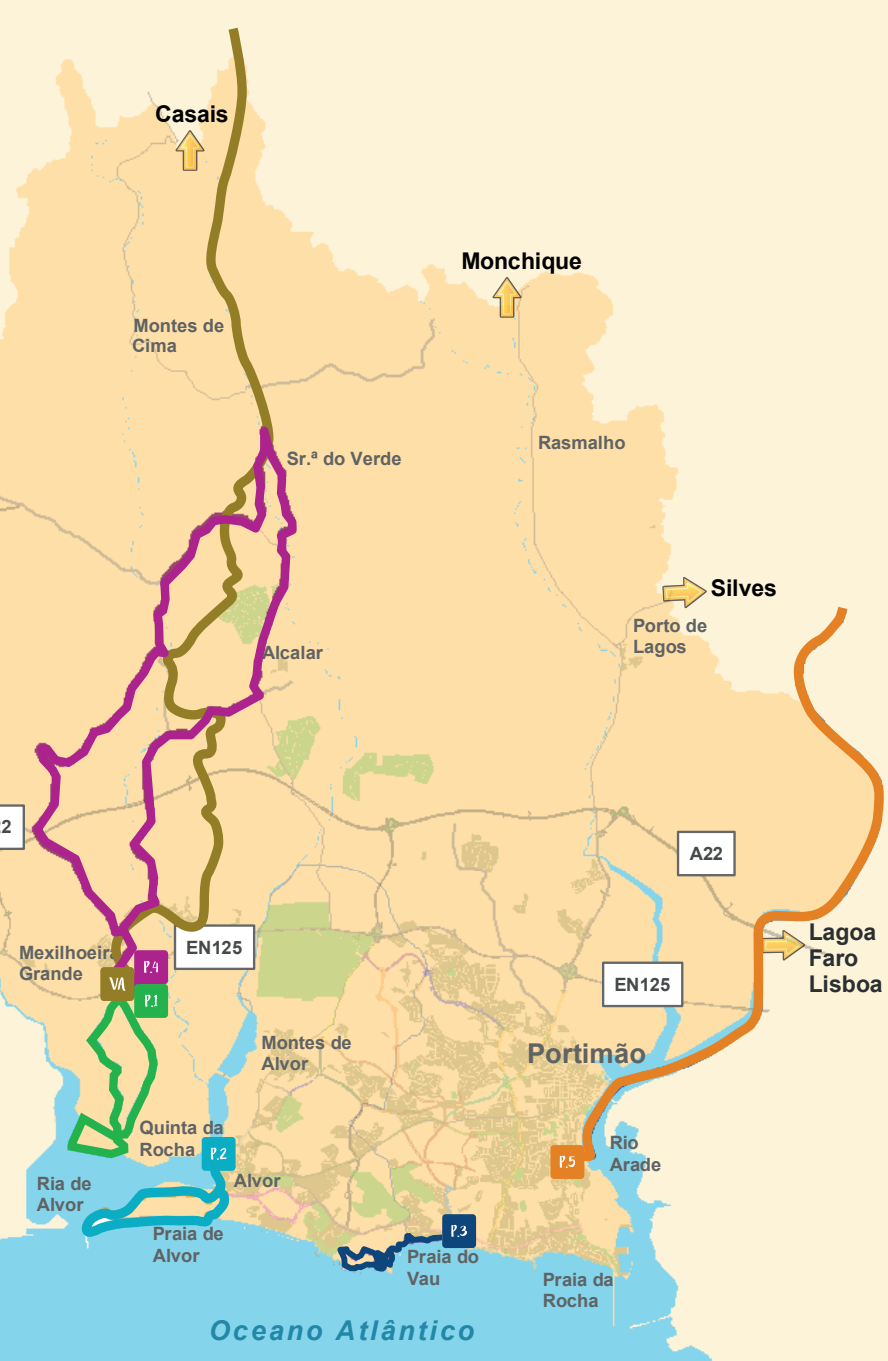 Casais
Monchique
Montes de
Cima
Rasmalho
Sr.ª do Verde
Silves
Porto de
Lagos
Alcalar
22
A22
Lagoa
Faro
Lisboa
EN125
Mexilhoeira
Grande
P.4
VA
P.1
EN125
Montes de
Alvor
Portimão
Quinta da
Rocha
P.2
P.5
Rio
Arade
Ria de
Alvor
Alvor
Praia de
Alvor
P.3
Praia do
Vau
Praia da
Rocha
Oceano Atlântico